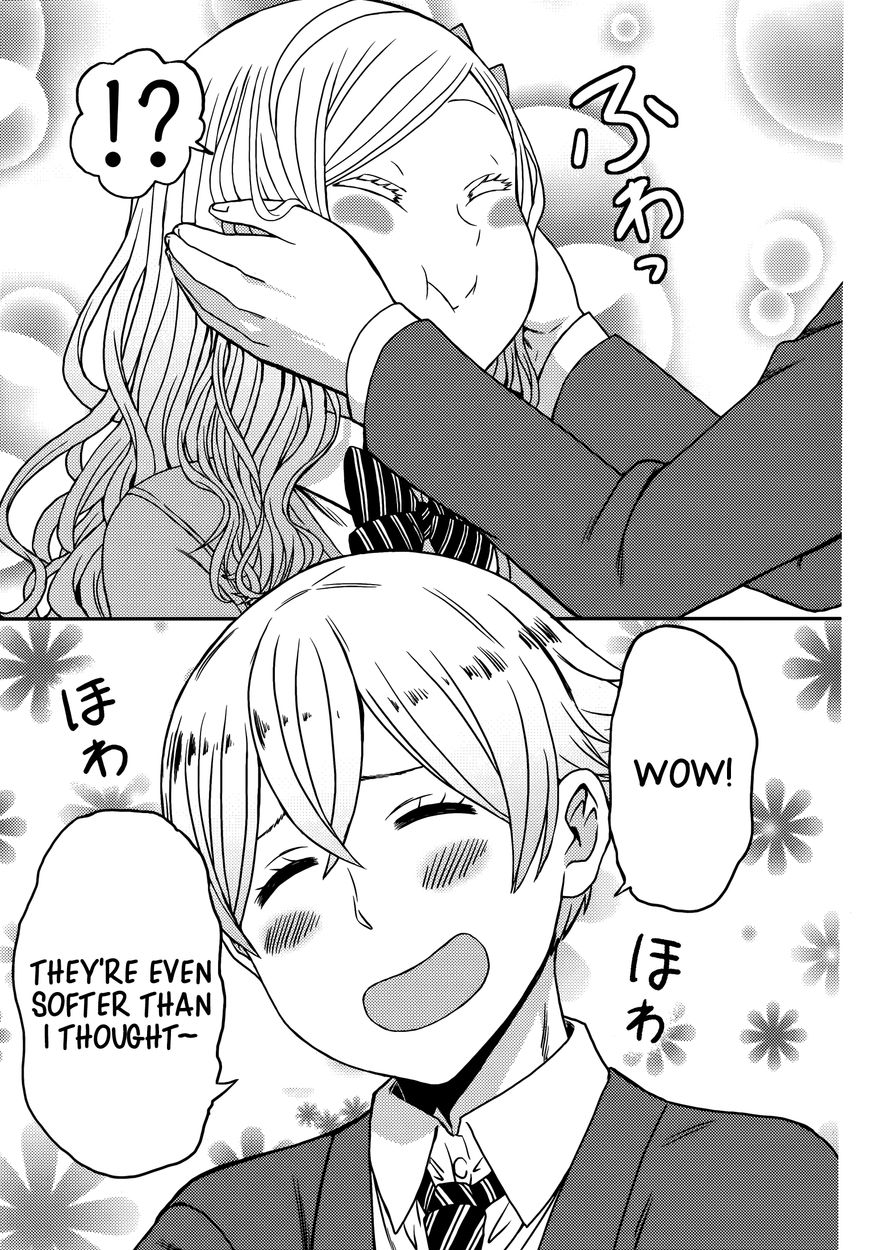 ふわっ
!?
WOW!
ほわ
THEY'RE EVEN
SOFTER THAN
I THOUGHT~
ほわ